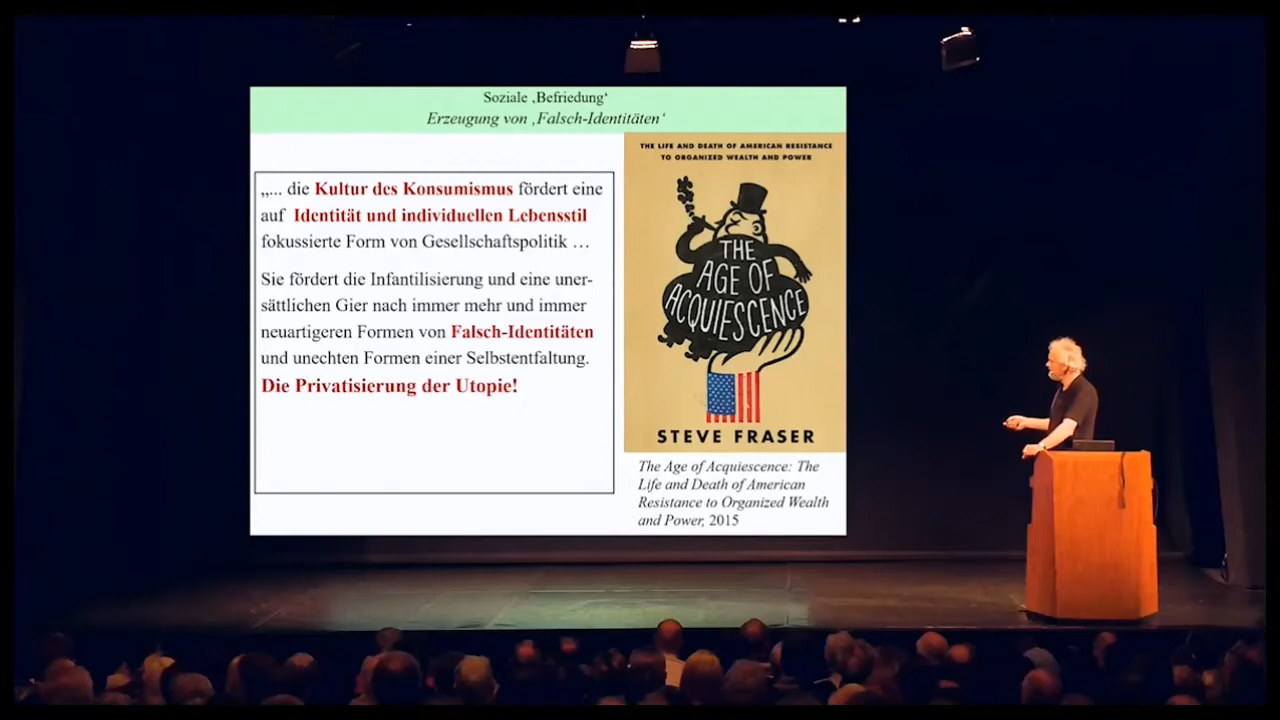 Soziale ‚Befriedung‘
Erzeugung von ‚Falsch-Identitäten‘
„... die Kultur des Konsumismus fördert eine
auf Identität und individuellen Lebensstil
fokussierte Form von Gesellschaftspolitik …
Sie fördert die Infantilisierung und eine uner-
sättlichen Gier nach immer mehr und immer
neuartigeren Formen von Falsch-Identitäten
und unechten Formen einer Selbstentfaltung.
Die Privatisierung der Utopie!
THE LIFE AND DEATH OF AMERICAN RESISTANCE
TO ORGANIZED WEALTH AND POWER
THE
AGE OF
ACQUIESCENCE
STEVE FRASER
The Age of Acquiescence: The
Life and Death of American
Resistance to Organized Wealth
and Power, 2015